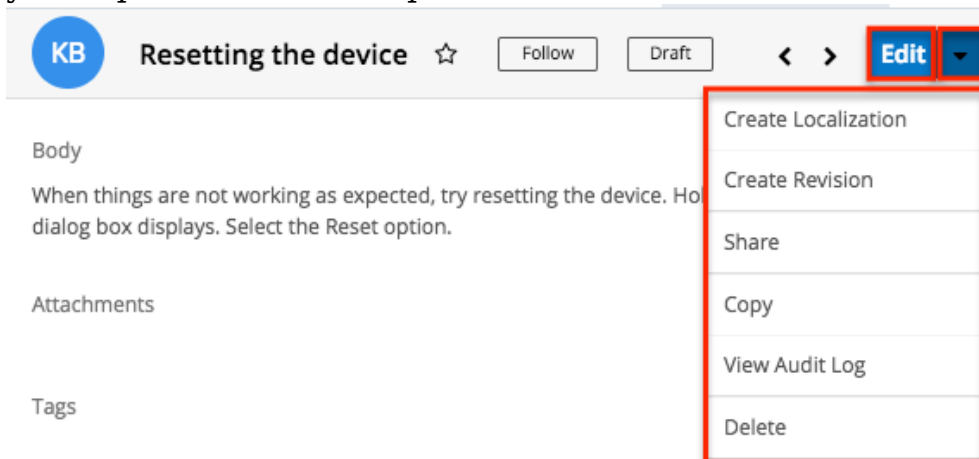 KB Resetting the device Follow Draft Edit
Create Localization
Body
Create Revision
When things are not working as expected, try resetting the device. Hol
dialog box displays. Select the Reset option.
Share
Attachments
Copy
View Audit Log
Tags
Delete